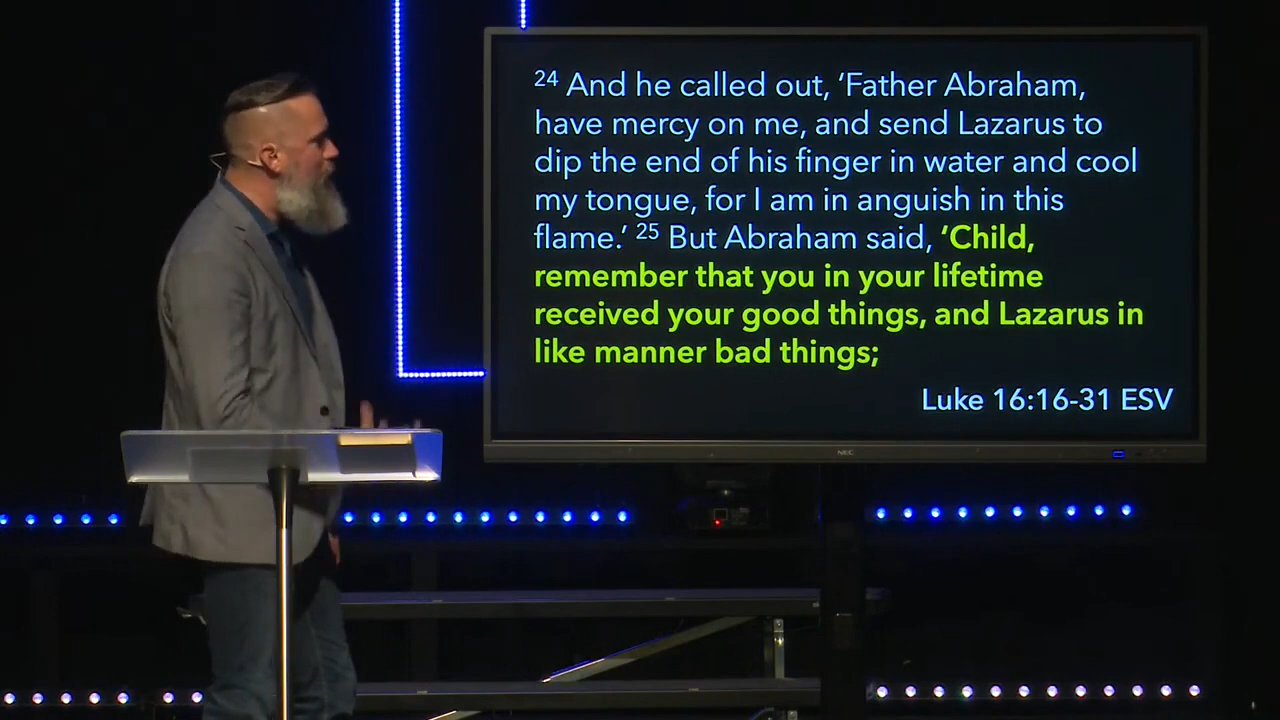 24 And he called out, ‘Father Abraham,
have mercy on me, and send Lazarus to
dip the end of his finger in water and cool
my tongue, for I am in anguish in this
flame.’ 25 But Abraham said, ‘Child,
remember that you in your lifetime
received your good things, and Lazarus in
like manner bad things;
Luke 16:16-31 ESV
NEC